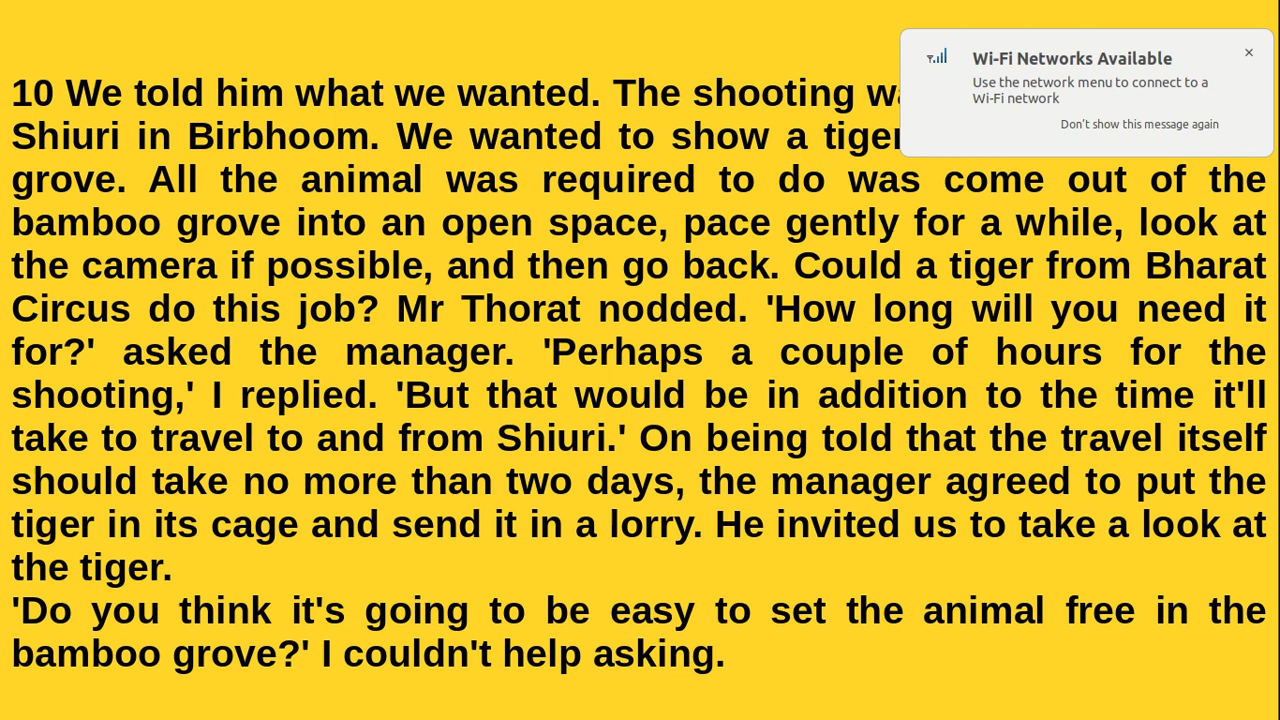 10 We told him what we wanted. The shooting
Shiuri in Birbhoom. We wanted to show a tiger
grove. All the animal was required to do was come out of the
bamboo grove into an open space, pace gently for a while, look at
the camera if possible, and then go back. Could a tiger from Bharat
Circus do this job? Mr Thorat nodded. 'How long will you need it
for?' asked the manager. 'Perhaps a couple of hours for the
shooting,' I replied. 'But that would be in addition to the time it'll
take to travel to and from Shiuri.' On being told that the travel itself
should take no more than two days, the manager agreed to put the
tiger in its cage and send it in a lorry. He invited us to take a look at
the tiger.
'Do you think it's going to be easy to set the animal free in the
bamboo grove?' I couldn't help asking.
Wi-Fi Networks Available
Use the network menu to connect to a
Wi-Fi network
Don't show this message again